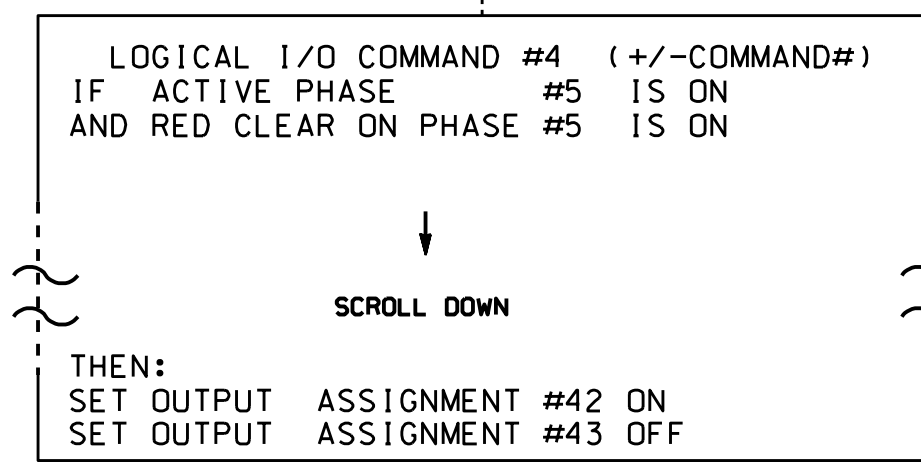 LOGICAL I/O COMMAND #4 (+/-COMMAND#)
IF ACTIVE PHASE #5 IS ON
AND RED CLEAR ON PHASE #5 IS ON
SCROLL DOWN
THEN:
SET OUTPUT ASSIGNMENT #42 ON
SET OUTPUT ASSIGNMENT #43 OFF